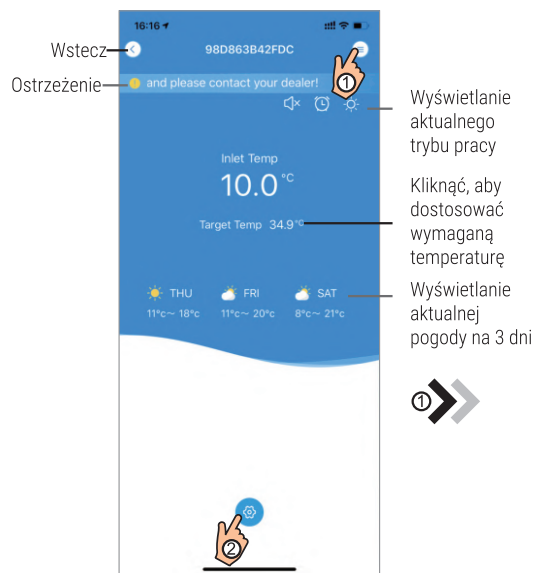 16:16
Wstecz
98D863B42FDC
Ostrzeżenie
and please contact your dealer!
①
Wyświetlanie
aktualnego
trybu pracy
Inlet Temp
10.0 °C
Target Temp 34.9 °C
Kliknąć, aby
dostosować
wymaganą
temperaturę
THU FRI SAT
11°c~ 18°c 11°c~ 20°c 8°c~ 21°c
Wyświetlanie
aktualnej
pogody na 3 dni
①
②